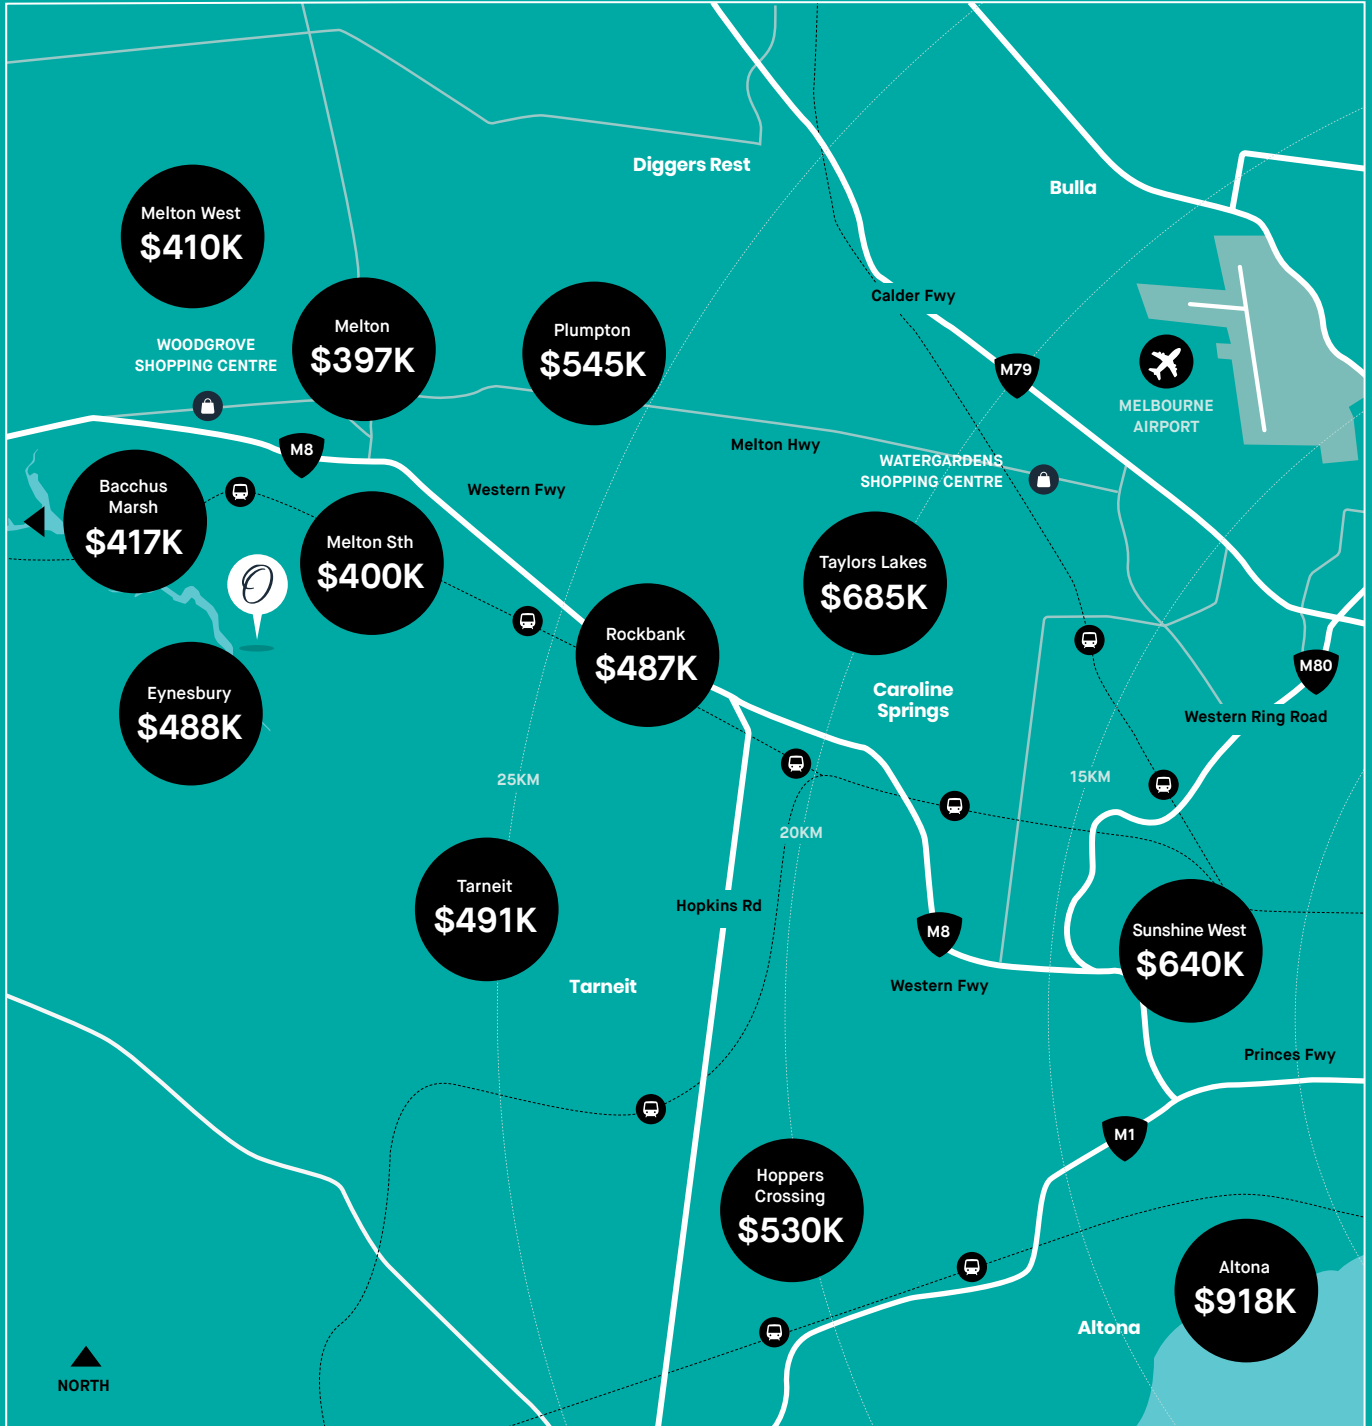 Diggers Rest
Bulla
Melton West
$410K
Calder Fwy
Melton
$397K
Plumpton
$545K
WOODGROVE
SHOPPING CENTRE
M79
MELBOURNE
AIRPORT
M8
Melton Hwy
WATERGARDENS
SHOPPING CENTRE
Western Fwy
Bacchus
Marsh
$417K
Melton Sth
$400K
O
Taylors Lakes
$685K
Rockbank
$487K
M80
Eynesbury
$488K
Caroline
Springs
Western Ring Road
25KM
15KM
20KM
Tarneit
$491K
Hopkins Rd
M8
Sunshine West
$640K
Tarneit
Western Fwy
Princes Fwy
M1
Hoppers
Crossing
$530K
Altona
$918K
Altona
NORTH